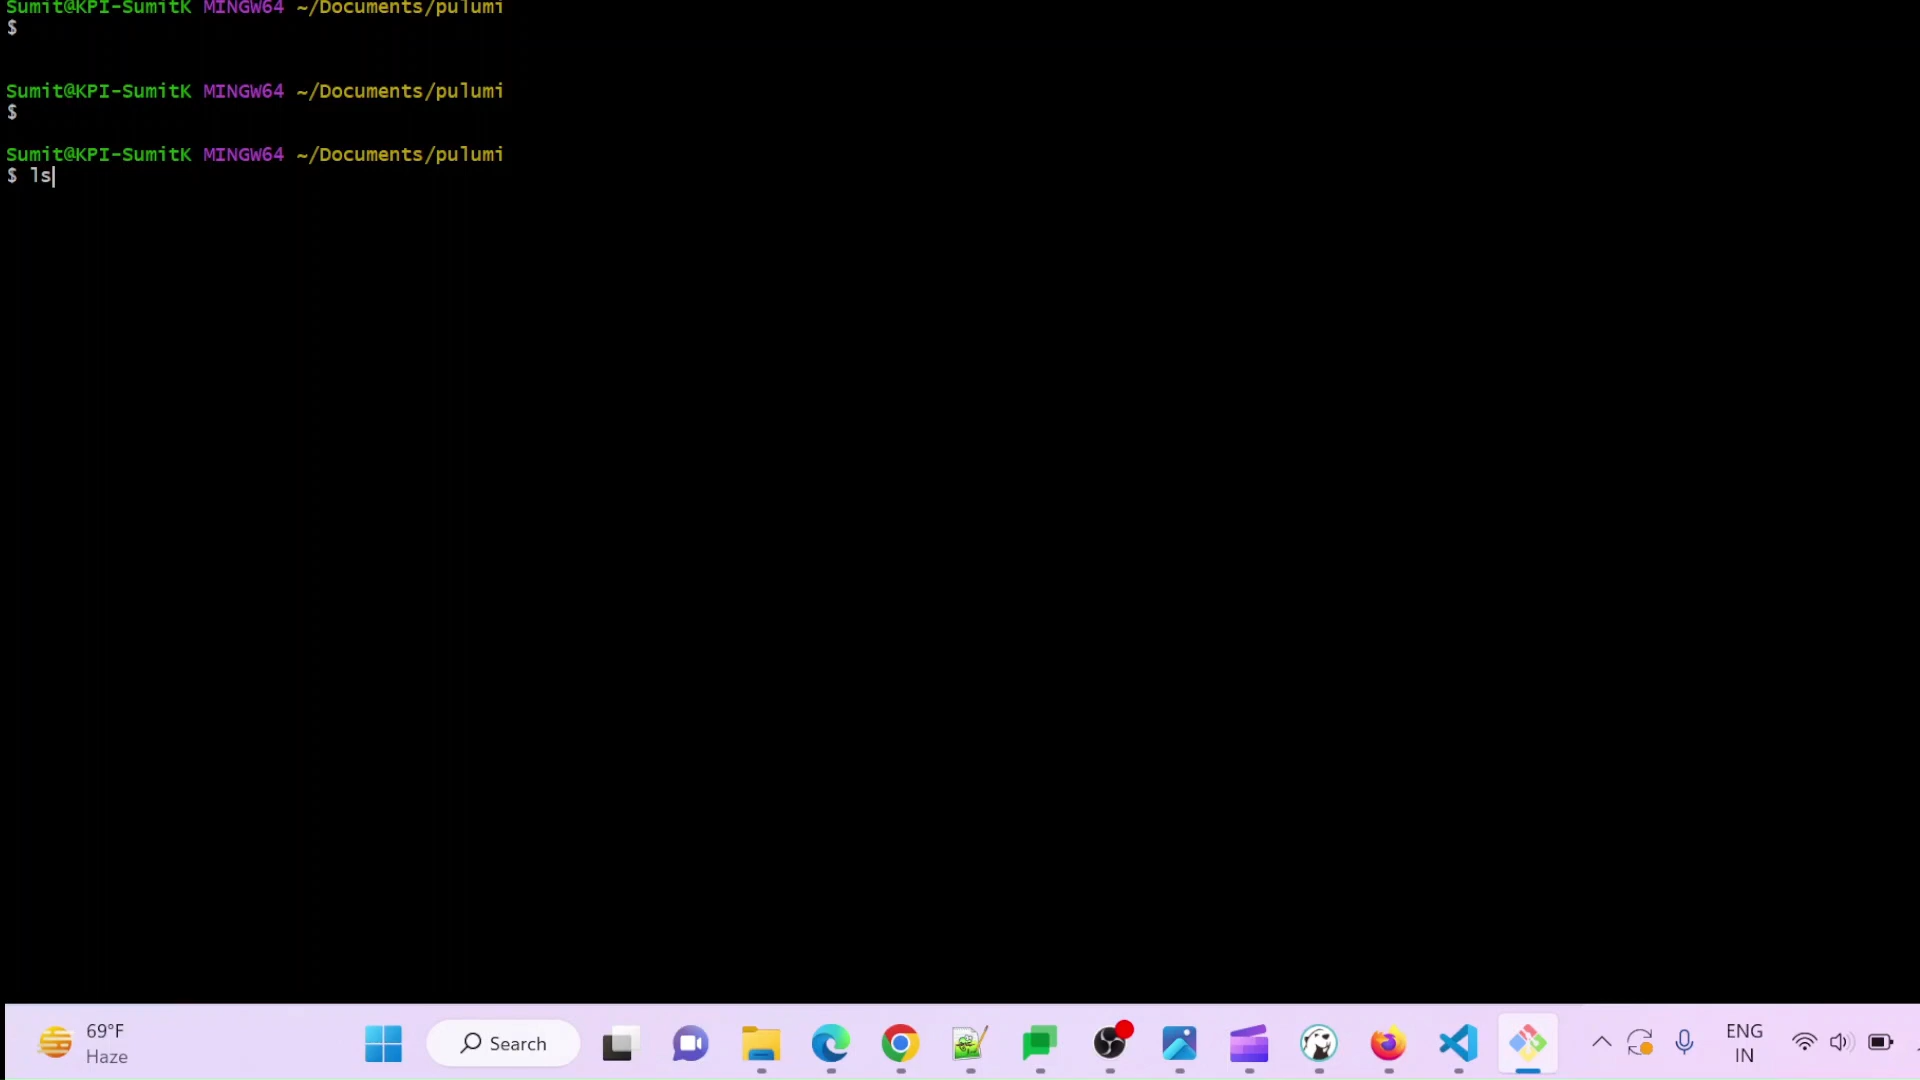 Sumit@KPI-SumitK MINGW64 ~/Documents/pulumi
$
Sumit@KPI-SumitK MINGW64 ~/Documents/pulumi
$
Sumit@KPI-SumitK MINGW64 ~/Documents/pulumi
$ ls
69°F
Haze
Search
ENG
IN